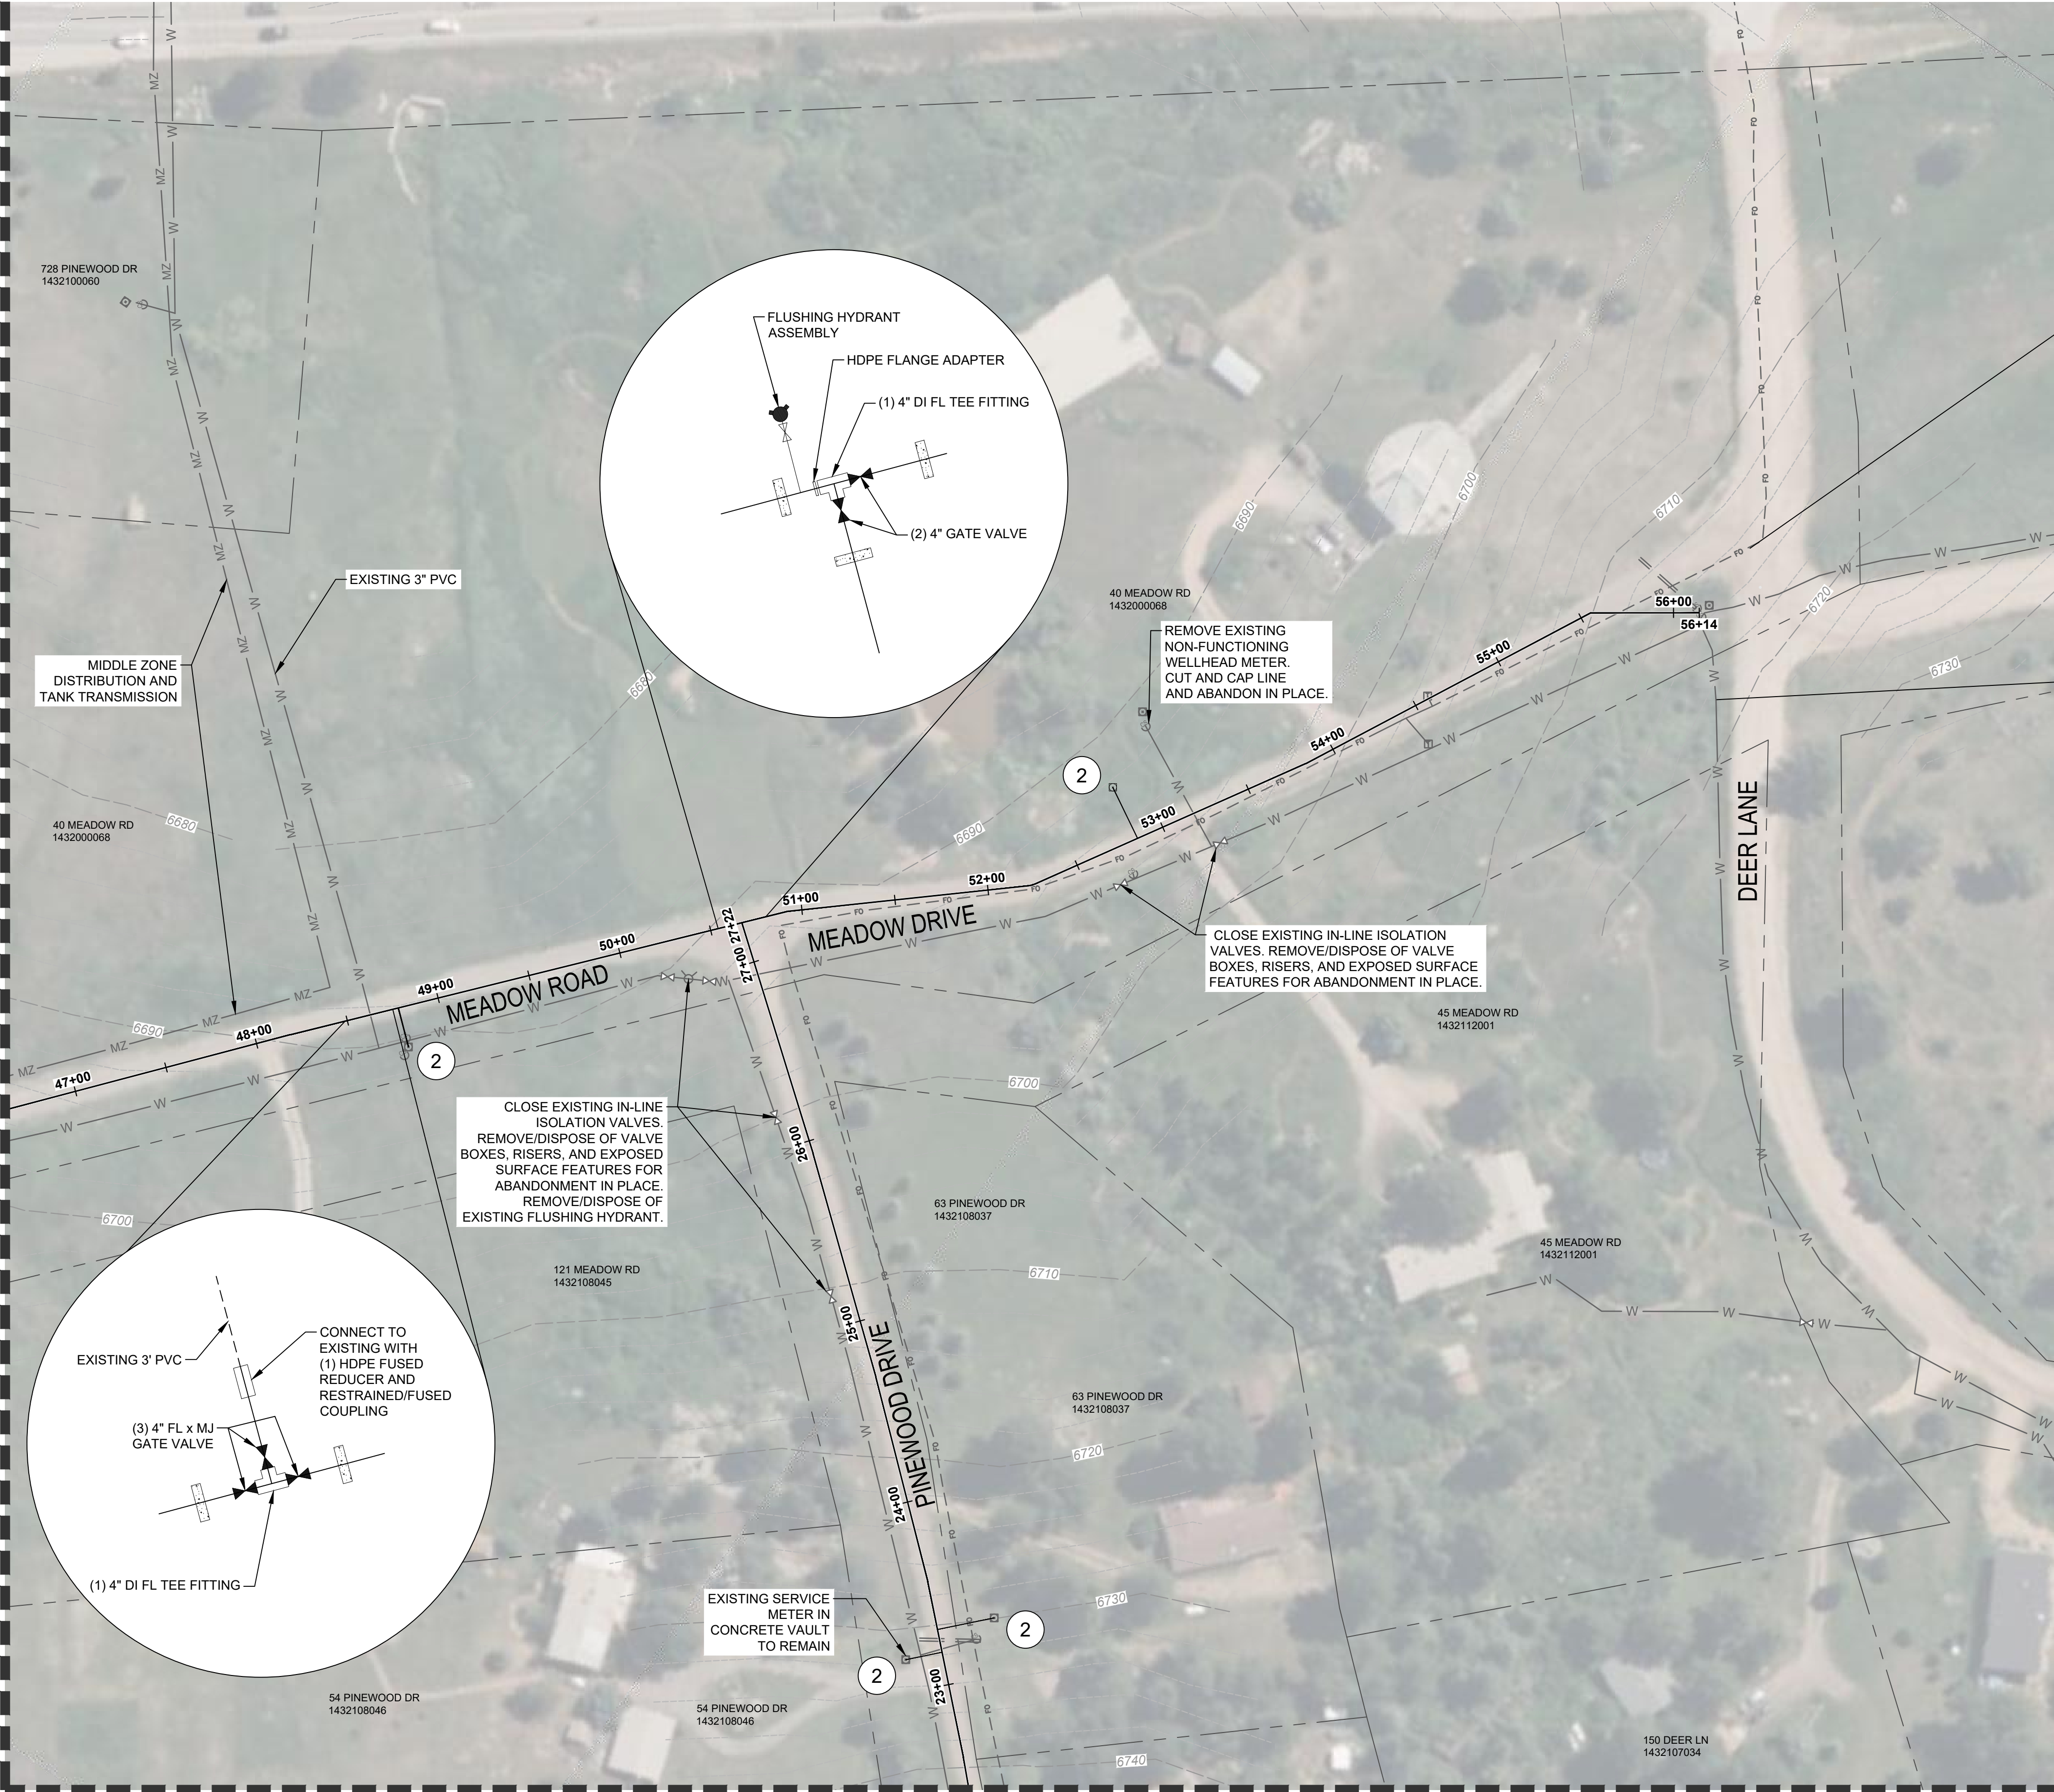 728 PINEWOOD DR
1432100060
FLUSHING HYDRANT
ASSEMBLY
HDPE FLANGE ADAPTER
(1) 4" DI FL TEE FITTING
(2) 4" GATE VALVE
EXISTING 3" PVC
MIDDLE ZONE
DISTRIBUTION AND
TANK TRANSMISSION
40 MEADOW RD
1432000068
REMOVE EXISTING
NON-FUNCTIONING
WELLHEAD METER.
CUT AND CAP LINE
AND ABANDON IN PLACE.
40 MEADOW RD
1432000068
6680
6680
6690
6690
6690
6700
6710
6720
6730
47+00
48+00
49+00
50+00
51+00
52+00
53+00
54+00
55+00
56+00
56+14
2
MEADOW ROAD
MEADOW DRIVE
DEER LANE
27+22
27+00
26+00
25+00
24+00
23+00
PINEWOOD DRIVE
2
CLOSE EXISTING IN-LINE ISOLATION
VALVES. REMOVE/DISPOSE OF VALVE
BOXES, RISERS, AND EXPOSED SURFACE
FEATURES FOR ABANDONMENT IN PLACE.
45 MEADOW RD
1432112001
CLOSE EXISTING IN-LINE
ISOLATION VALVES.
REMOVE/DISPOSE OF VALVE
BOXES, RISERS, AND EXPOSED
SURFACE FEATURES FOR
ABANDONMENT IN PLACE.
REMOVE/DISPOSE OF
EXISTING FLUSHING HYDRANT.
6700
6700
63 PINEWOOD DR
1432108037
45 MEADOW RD
1432112001
121 MEADOW RD
1432108045
6710
EXISTING 3' PVC
CONNECT TO
EXISTING WITH
(1) HDPE FUSED
REDUCER AND
RESTRAINED/FUSED
COUPLING
(3) 4" FL x MJ
GATE VALVE
(1) 4" DI FL TEE FITTING
63 PINEWOOD DR
1432108037
6720
6730
EXISTING SERVICE
METER IN
CONCRETE VAULT
TO REMAIN
2
2
54 PINEWOOD DR
1432108046
54 PINEWOOD DR
1432108046
6740
150 DEER LN
1432107034
MZ
W
FO